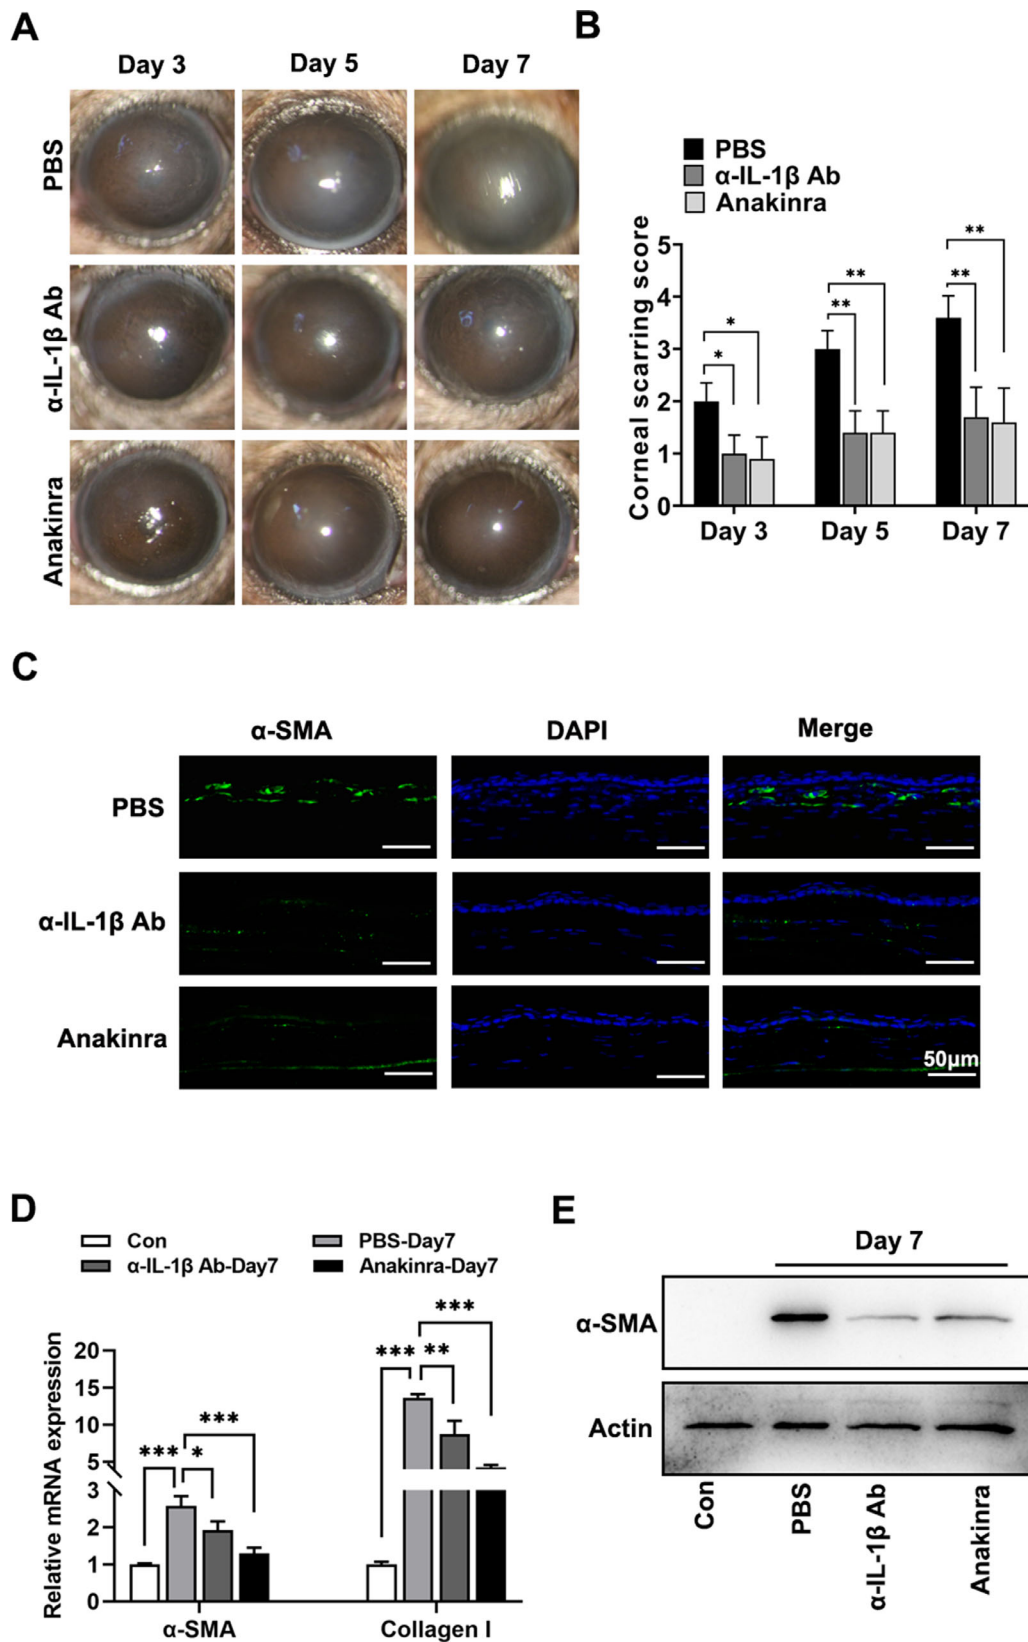 A
Day 3
Day 5
Day 7
PBS
α-IL-1β Ab
Anakinra
B
PBS
α-IL-1β Ab
Anakinra
Corneal scarring score
5
4
3
2
1
0
* *
** **
** **
Day 3
Day 5
Day 7
C
α-SMA
DAPI
Merge
PBS
α-IL-1β Ab
Anakinra
50μm
D
Con
PBS-Day7
α-IL-1β Ab-Day7
Anakinra-Day7
Relative mRNA expression
20
15
10
5
3
2
1
0
*** * ***
*** ** ***
α-SMA
Collagen I
E
Day 7
α-SMA
Actin
Con
PBS
α-IL-1β Ab
Anakinra